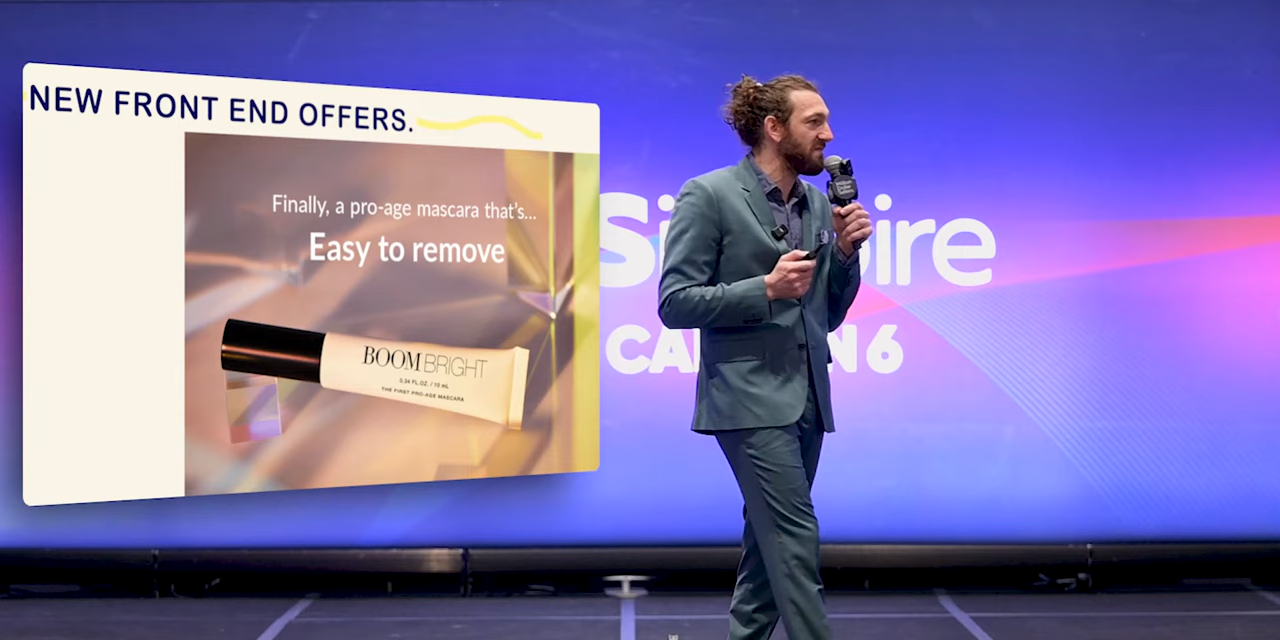 NEW FRONT END OFFERS.
Finally, a pro-age mascara that's...
Easy to remove
BOOM BRIGHT
0.34 FL.OZ. / 10 mL
THE FIRST PRO-AGE MASCARA
6